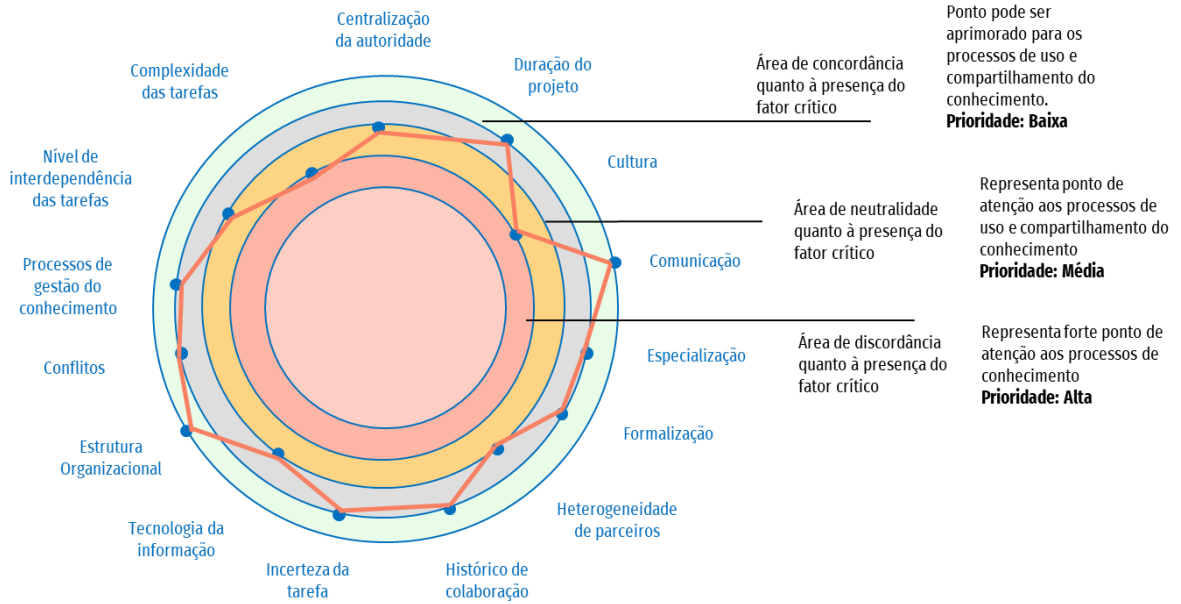 Centralização
da autoridade
Duração do
projeto
Cultura
Comunicação
Especialização
Formalização
Heterogeneidade
de parceiros
Histórico de
colaboração
Incerteza da
tarefa
Tecnologia da
informação
Estrutura
Organizacional
Conflitos
Processos de
gestão do
conhecimento
Nível de
interdependência
das tarefas
Complexidade
das tarefas
Área de concordância
quanto à presença do
fator crítico
Ponto pode ser
aprimorado para os
processos de uso e
compartilhamento do
conhecimento.
Prioridade: Baixa
Área de neutralidade
quanto à presença do
fator crítico
Representa ponto de
atenção aos processos de
uso e compartilhamento do
conhecimento
Prioridade: Média
Área de discordância
quanto à presença do
fator crítico
Representa forte ponto de
atenção aos processos de
conhecimento
Prioridade: Alta